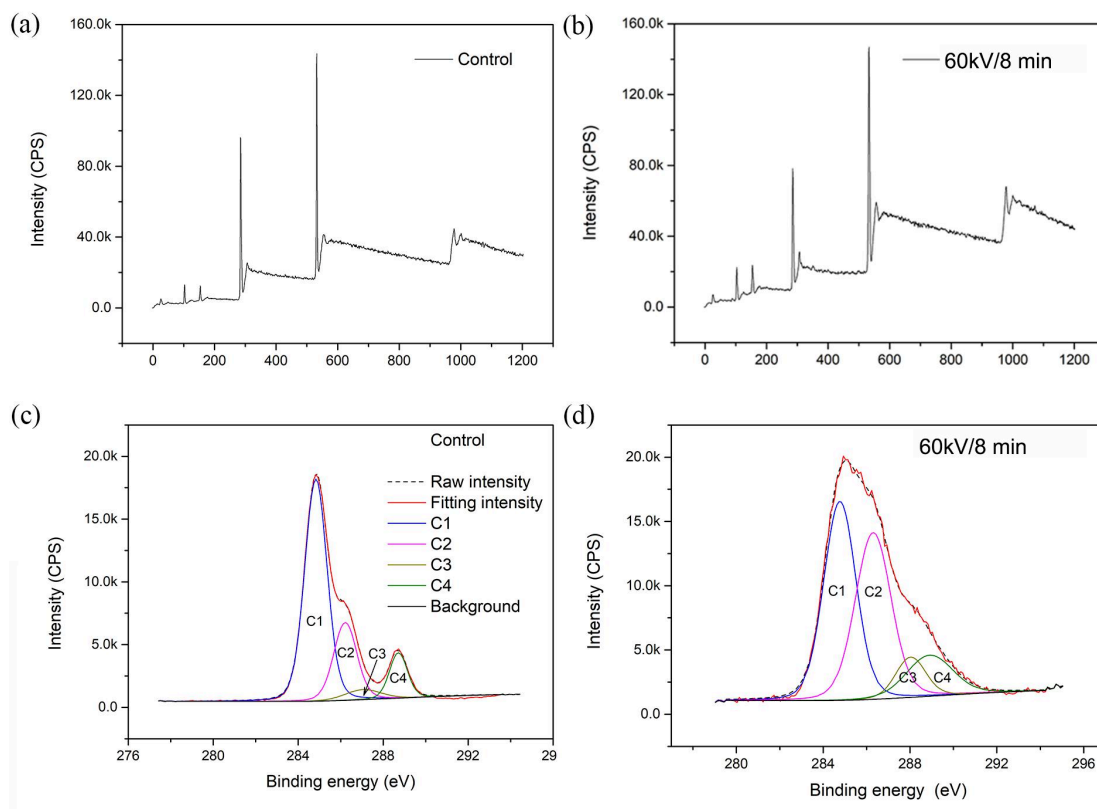 (a)
160.0k
120.0k
80.0k
40.0k
0.0
Intensity (CPS)
Control
0 200 400 600 800 1000 1200
(b)
160.0k
120.0k
80.0k
40.0k
0.0
Intensity (CPS)
60kV/8 min
0 200 400 600 800 1000 1200
(c)
20.0k
15.0k
10.0k
5.0k
0.0
Intensity (CPS)
Control
Raw intensity
Fitting intensity
C1
C2
C3
C4
Background
C1
C2
C3
C4
276 280 284 288 29
Binding energy (eV)
(d)
20.0k
15.0k
10.0k
5.0k
0.0
Intensity (CPS)
60kV/8 min
C1
C2
C3
C4
280 284 288 292 296
Binding energy (eV)